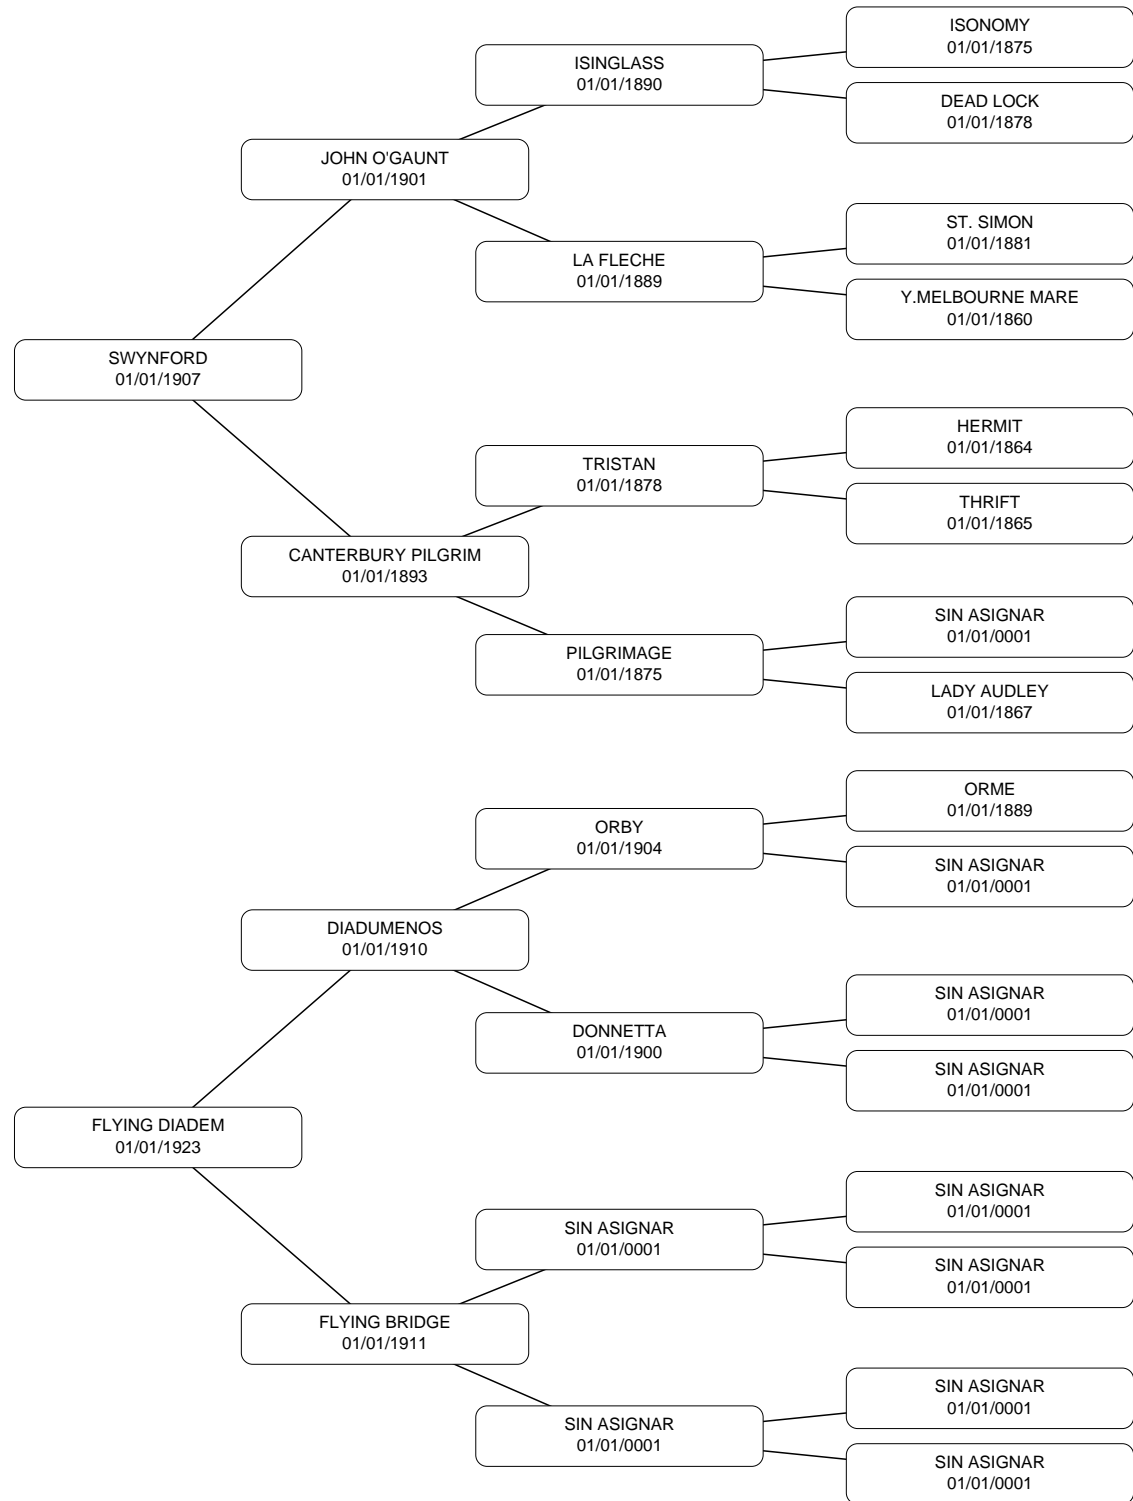 ISONOMY
01/01/1875
ISINGLASS
01/01/1890
DEAD LOCK
01/01/1878
JOHN O'GAUNT
01/01/1901
ST. SIMON
01/01/1881
LA FLECHE
01/01/1889
Y.MELBOURNE MARE
01/01/1860
SWYNFORD
01/01/1907
HERMIT
01/01/1864
TRISTAN
01/01/1878
THRIFT
01/01/1865
CANTERBURY PILGRIM
01/01/1893
SIN ASIGNAR
01/01/0001
PILGRIMAGE
01/01/1875
LADY AUDLEY
01/01/1867
ORME
01/01/1889
ORBY
01/01/1904
SIN ASIGNAR
01/01/0001
DIADUMENOS
01/01/1910
SIN ASIGNAR
01/01/0001
DONNETTA
01/01/1900
SIN ASIGNAR
01/01/0001
FLYING DIADEM
01/01/1923
SIN ASIGNAR
01/01/0001
SIN ASIGNAR
01/01/0001
SIN ASIGNAR
01/01/0001
FLYING BRIDGE
01/01/1911
SIN ASIGNAR
01/01/0001
SIN ASIGNAR
01/01/0001
SIN ASIGNAR
01/01/0001